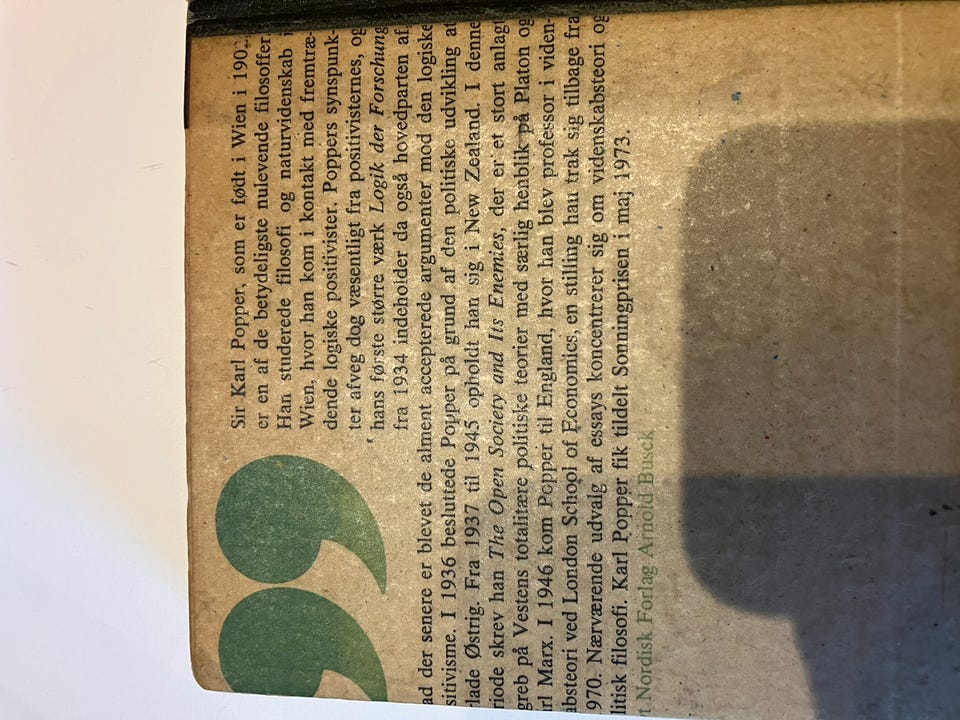 Sir Karl Popper, som er født i Wien i 190
er en af de betydeligste nulevende filosoffer.
Han studerede filosofi og naturvidenskab i
Wien, hvor han kom i kontakt med fremtræ-
dende logiske positivister. Poppers synspunk-
ter afveg dog væsentligt fra positivisternes, og
hans første større værk Logik der Forschung
fra 1934 indeholder da også hovedparten af
ad der senere er blevet de alment accepterede argumenter mod den logiske
sitivisme. I 1936 besluttede Popper på grund af den politiske udvikling at
lade Østrig. Fra 1937 til 1945 opholdt han sig i New Zealand. I denne
riode skrev han The Open Society and Its Enemies, der er et stort anlagt
greb på Vestens totalitære politiske teorier med særlig henblik på Platon og
rl Marx. I 1946 kom Popper til England, hvor han blev professor i viden-
absteori ved London School of Economics, en stilling han trak sig tilbage fra
970. Nærværende udvalg af essays koncentrerer sig om videnskabsteori og
litisk filosofi. Karl Popper fik tildelt Sonningprisen i maj 1973.
t Nordisk Forlag Arnold Busck